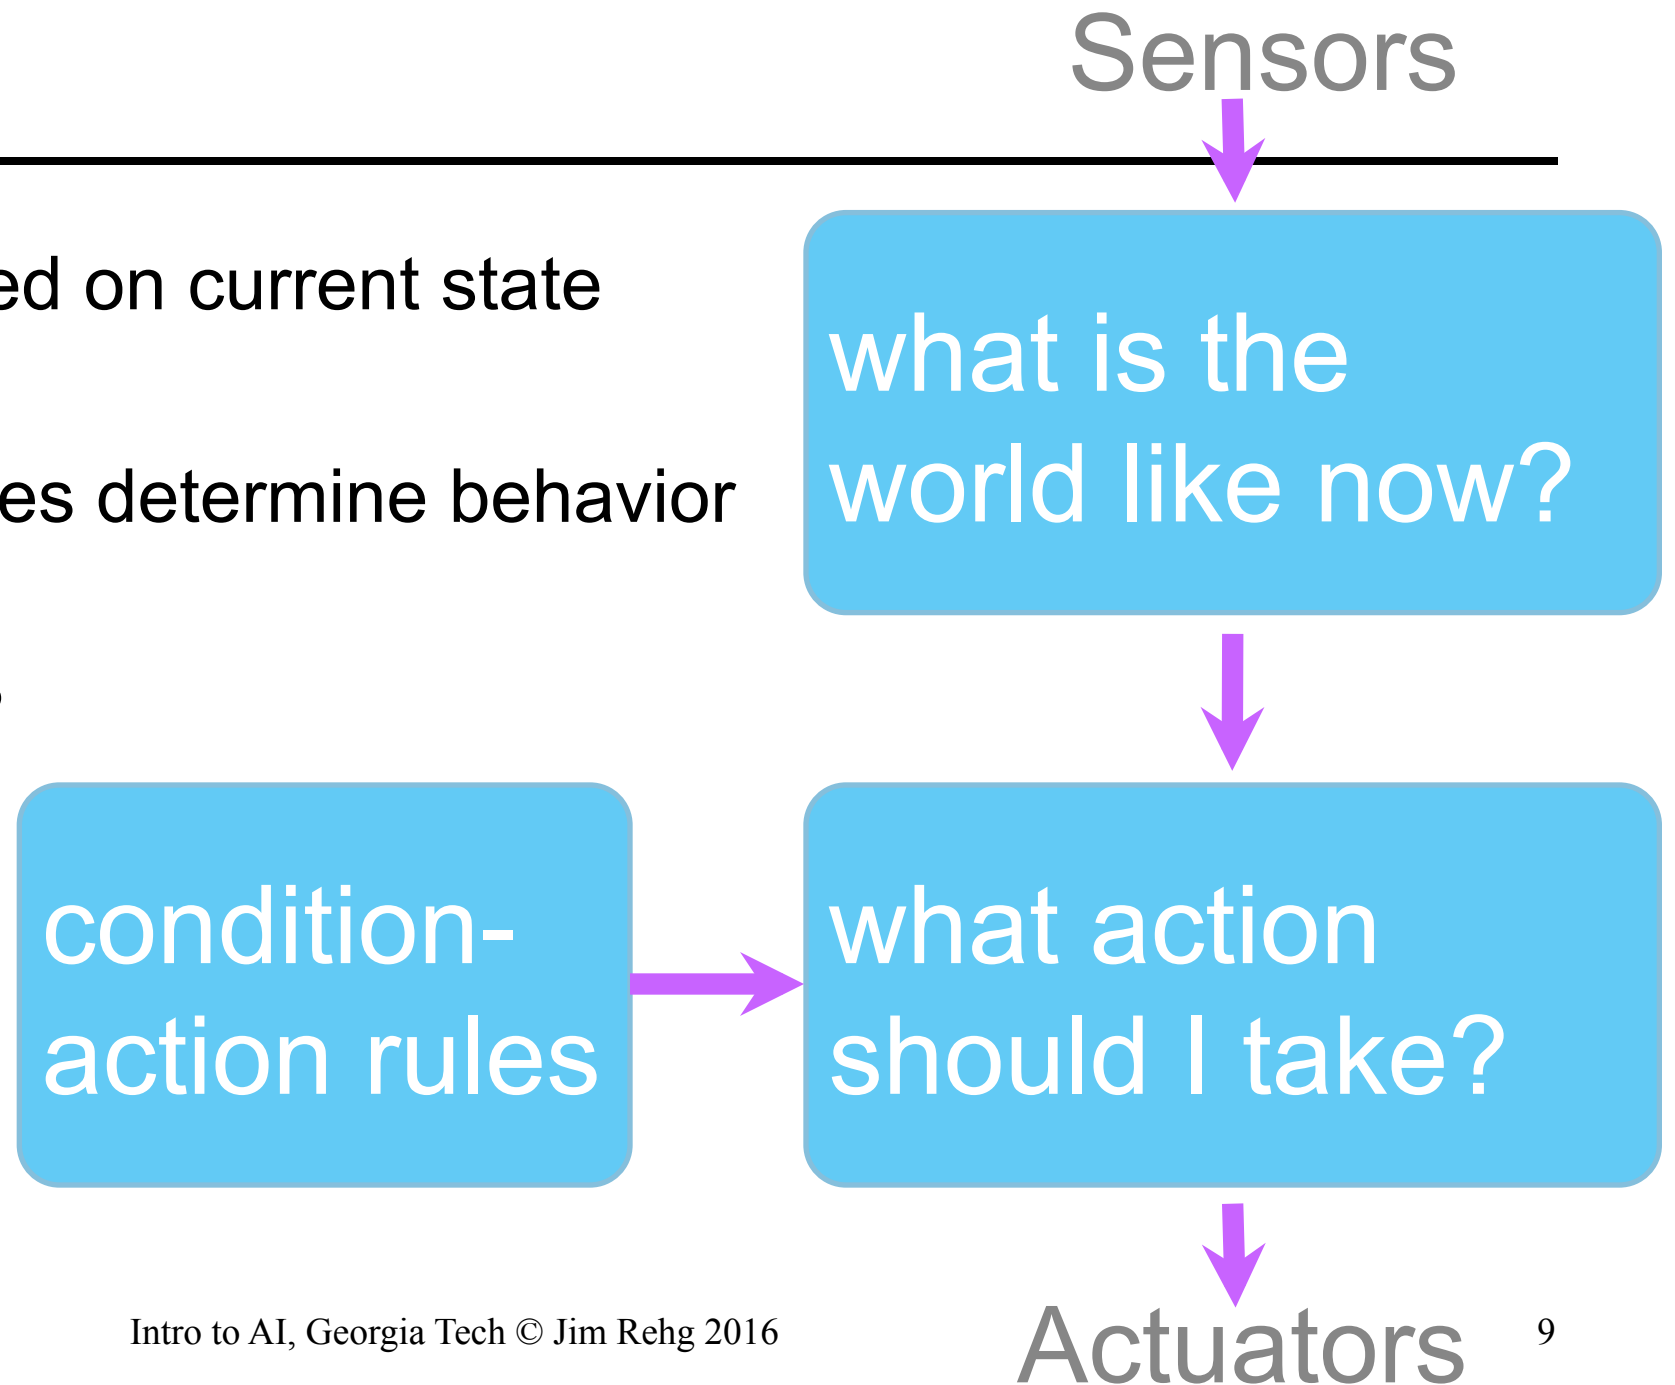 Sensors
ed on current state
es determine behavior
what is the
world like now?
condition-
action rules
what action
should I take?
Intro to AI, Georgia Tech © Jim Rehg 2016
Actuators
9